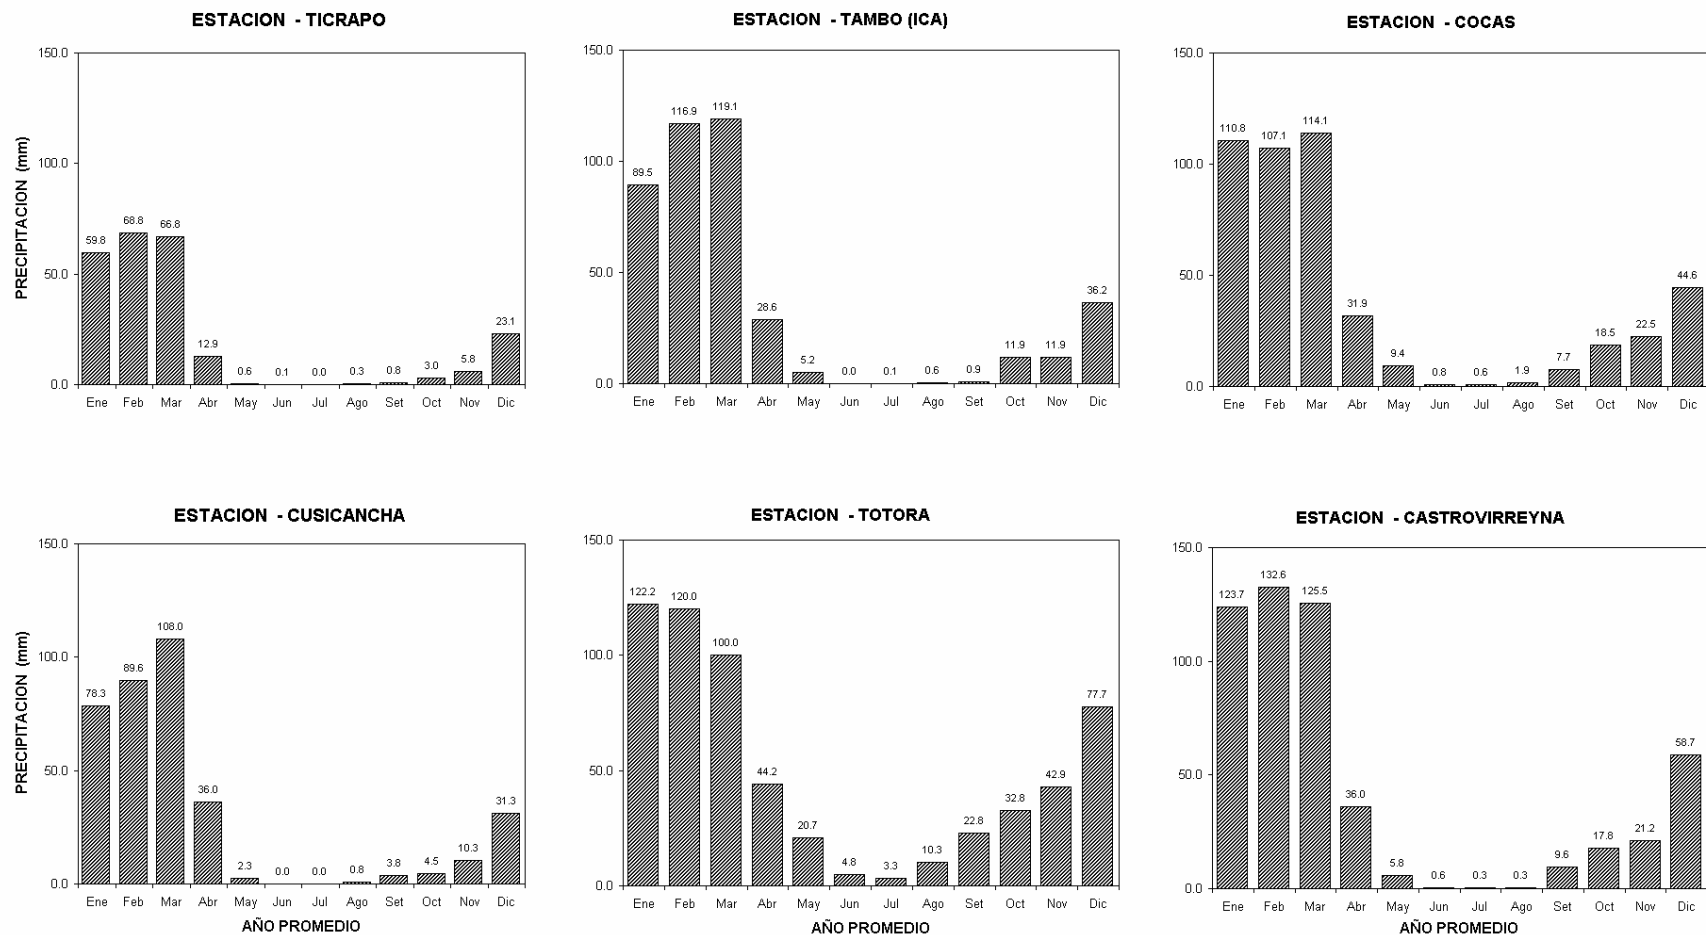 ESTACION - TICRAPO
150.0
100.0
50.0
0.0
PRECIPITACION (mm)
59.8 68.8 66.8 12.9 0.6 0.1 0.0 0.3 0.8 3.0 5.8 23.1
Ene Feb Mar Abr May Jun Jul Ago Set Oct Nov Dic
ESTACION - TAMBO (ICA)
150.0
100.0
50.0
0.0
89.5 116.9 119.1 28.6 5.2 0.0 0.1 0.6 0.9 11.9 11.9 36.2
Ene Feb Mar Abr May Jun Jul Ago Set Oct Nov Dic
ESTACION - COCAS
150.0
100.0
50.0
0.0
110.8 107.1 114.1 31.9 9.4 0.8 0.6 1.9 7.7 18.5 22.5 44.6
Ene Feb Mar Abr May Jun Jul Ago Set Oct Nov Dic
ESTACION - CUSICANCHA
150.0
100.0
50.0
0.0
PRECIPITACION (mm)
78.3 89.6 108.0 36.0 2.3 0.0 0.0 0.8 3.8 4.5 10.3 31.3
Ene Feb Mar Abr May Jun Jul Ago Set Oct Nov Dic
AÑO PROMEDIO
ESTACION - TOTORA
150.0
100.0
50.0
0.0
122.2 120.0 100.0 44.2 20.7 4.8 3.3 10.3 22.8 32.8 42.9 77.7
Ene Feb Mar Abr May Jun Jul Ago Set Oct Nov Dic
AÑO PROMEDIO
ESTACION - CASTROVIRREYNA
150.0
100.0
50.0
0.0
123.7 132.6 125.5 36.0 5.8 0.6 0.3 0.3 9.6 17.8 21.2 58.7
Ene Feb Mar Abr May Jun Jul Ago Set Oct Nov Dic
AÑO PROMEDIO